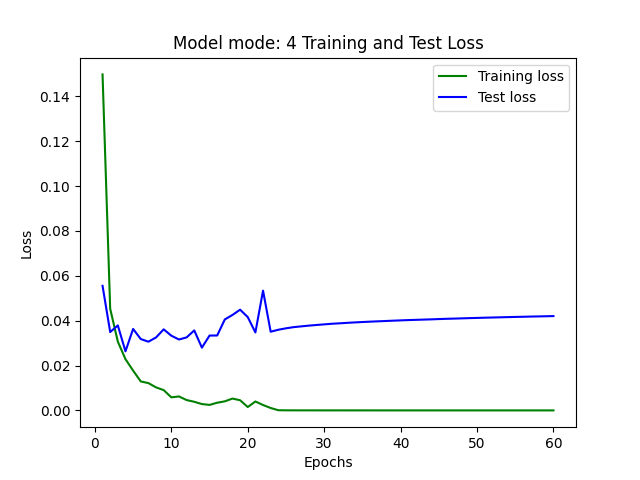 Model mode: 4 Training and Test Loss
Training loss
Test loss
0.14
0.12
0.10
0.08
0.06
0.04
0.02
0.00
Loss
0 10 20 30 40 50 60
Epochs